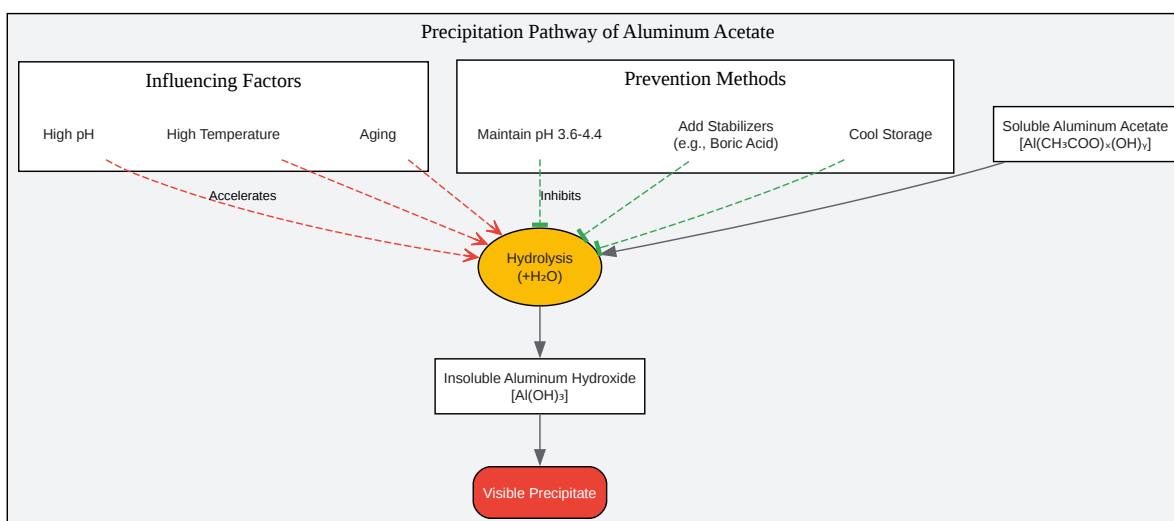 Precipitation Pathway of Aluminum Acetate
Influencing Factors
High pH
High Temperature
Aging
Prevention Methods
Maintain pH 3.6-4.4
Add Stabilizers
(e.g., Boric Acid)
Cool Storage
Soluble Aluminum Acetate
[Al(CH₃COO)ₓ(OH)ᵧ]
Accelerates
Inhibits
Hydrolysis
(+H₂O)
Insoluble Aluminum Hydroxide
[Al(OH)₃]
Visible Precipitate